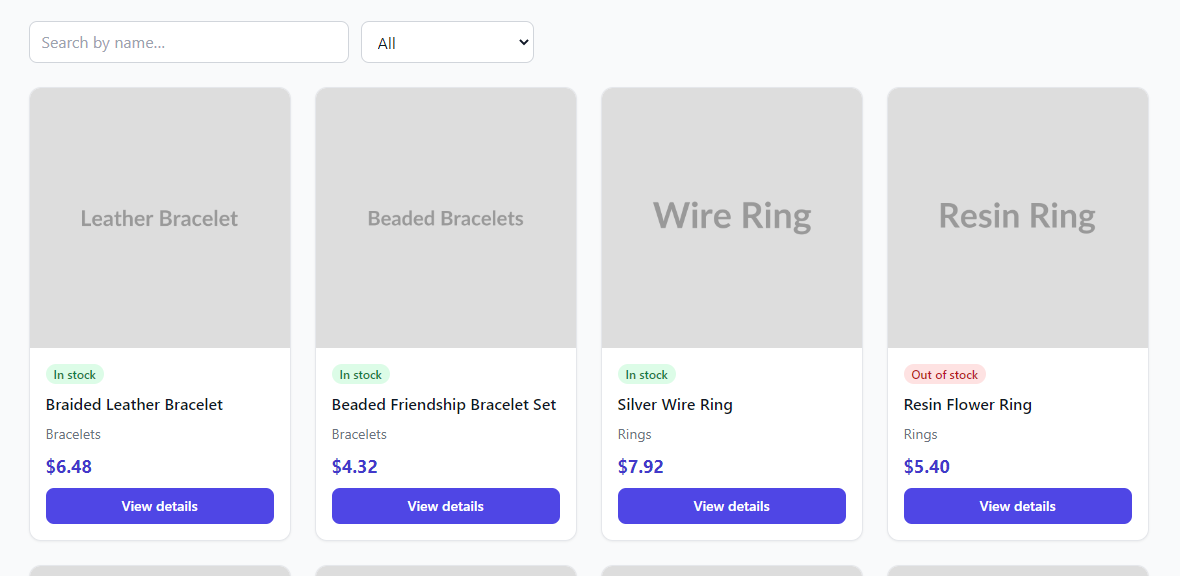 Search by name...
All
Leather Bracelet
Beaded Bracelets
Wire Ring
Resin Ring
In stock
Braided Leather Bracelet
Bracelets
$6.48
View details
In stock
Beaded Friendship Bracelet Set
Bracelets
$4.32
View details
In stock
Silver Wire Ring
Rings
$7.92
View details
Out of stock
Resin Flower Ring
Rings
$5.40
View details